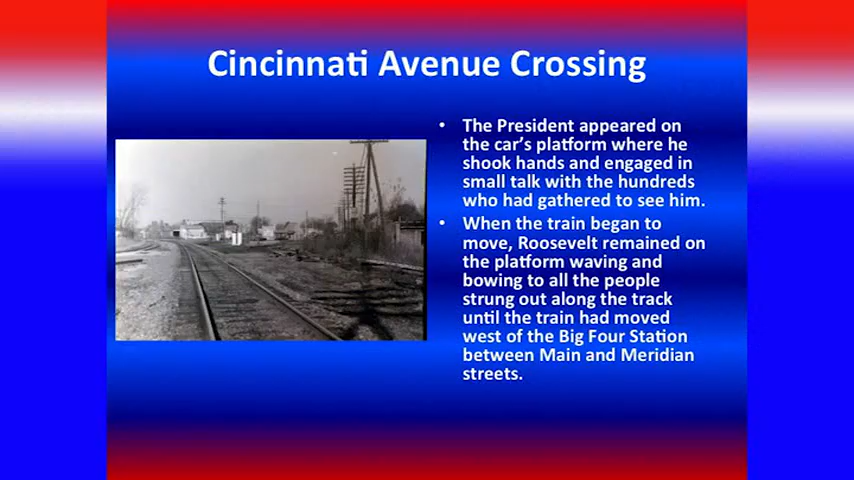 Cincinnati Avenue Crossing
• The President appeared on
the car's platform where he
shook hands and engaged in
small talk with the hundreds
who had gathered to see him.
• When the train began to
move, Roosevelt remained on
the platform waving and
bowing to all the people
strung out along the track
until the train had moved
west of the Big Four Station
between Main and Meridian
streets.